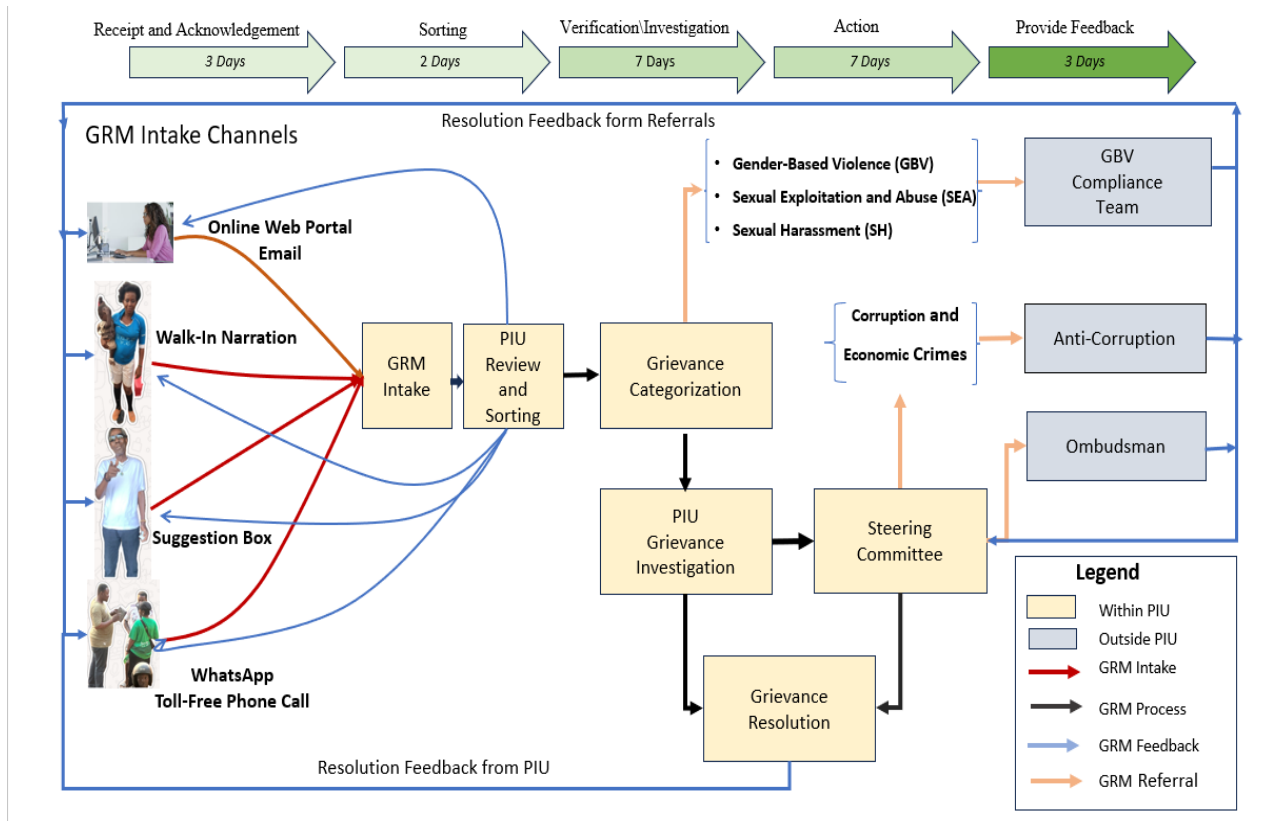 Receipt and Acknowledgement
Sorting
Verification\Investigation
Action
Provide Feedback
3 Days
2 Days
7 Days
7 Days
3 Days
Resolution Feedback form Referrals
GRM Intake Channels
• Gender-Based Violence (GBV)
• Sexual Exploitation and Abuse (SEA)
• Sexual Harassment (SH)
GBV
Compliance
Team
Online Web Portal
Email
Walk-In Narration
Suggestion Box
WhatsApp
Toll-Free Phone Call
GRM
Intake
PIU
Review
and
Sorting
Grievance
Categorization
Corruption and
Economic Crimes
Anti-Corruption
Ombudsman
PIU
Grievance
Investigation
Steering
Committee
Grievance
Resolution
Resolution Feedback from PIU
Legend
Within PIU
Outside PIU
GRM Intake
GRM Process
GRM Feedback
GRM Referral